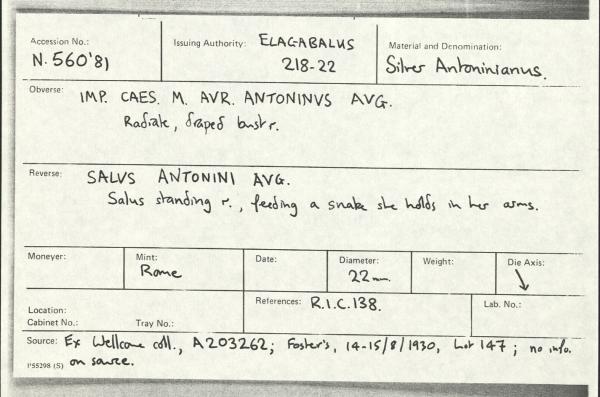 Accession No.:
N. 560'81
Issuing Authority: ELAGABALUS
218-22
Material and Denomination:
Silver Antoninianus.
Obverse: IMP. CAES. M. AVR. ANTONINVS AVG.
Radiate, draped bust r.
Reverse: SALVS ANTONINI AVG.
Salus standing r., feeding a snake she holds in her arms.
Moneyer:
Mint:
Rome
Date:
Diameter:
22mm.
Weight:
Die Axis:
Location:
Cabinet No.: Tray No.:
References: R.I.C.138.
Lab. No.:
Source: Ex Wellcome coll., A203262; Foster's, 14-15/8/1930, Lot 147; no info.
on source.
P55298 (S)